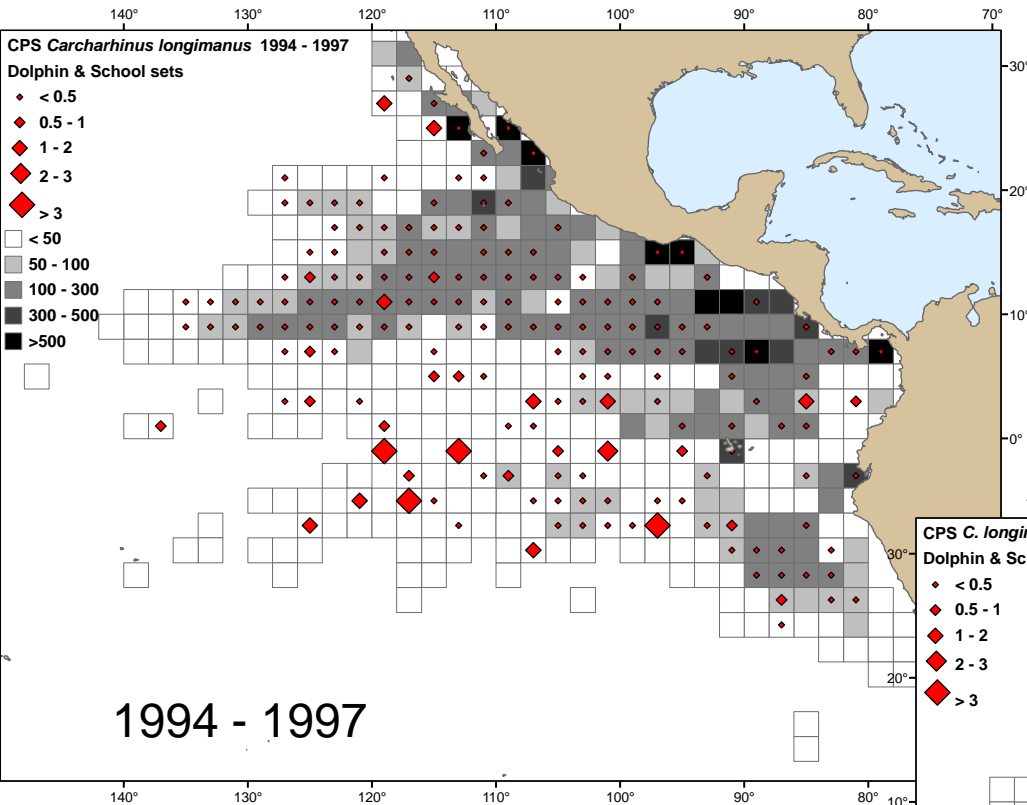 140° 130° 120° 110° 100° 90° 80° 70°
CPS Carcharhinus longimanus 1994 - 1997
Dolphin & School sets
< 0.5
0.5 - 1
1 - 2
2 - 3
> 3
< 50
50 - 100
100 - 300
300 - 500
>500
30°
20°
10°
0°
CPS C. longi
Dolphin & Sc
< 0.5
0.5 - 1
1 - 2
2 - 3
> 3
30°
20°
10°
1994 - 1997
140° 130° 120° 110° 100° 90° 80°